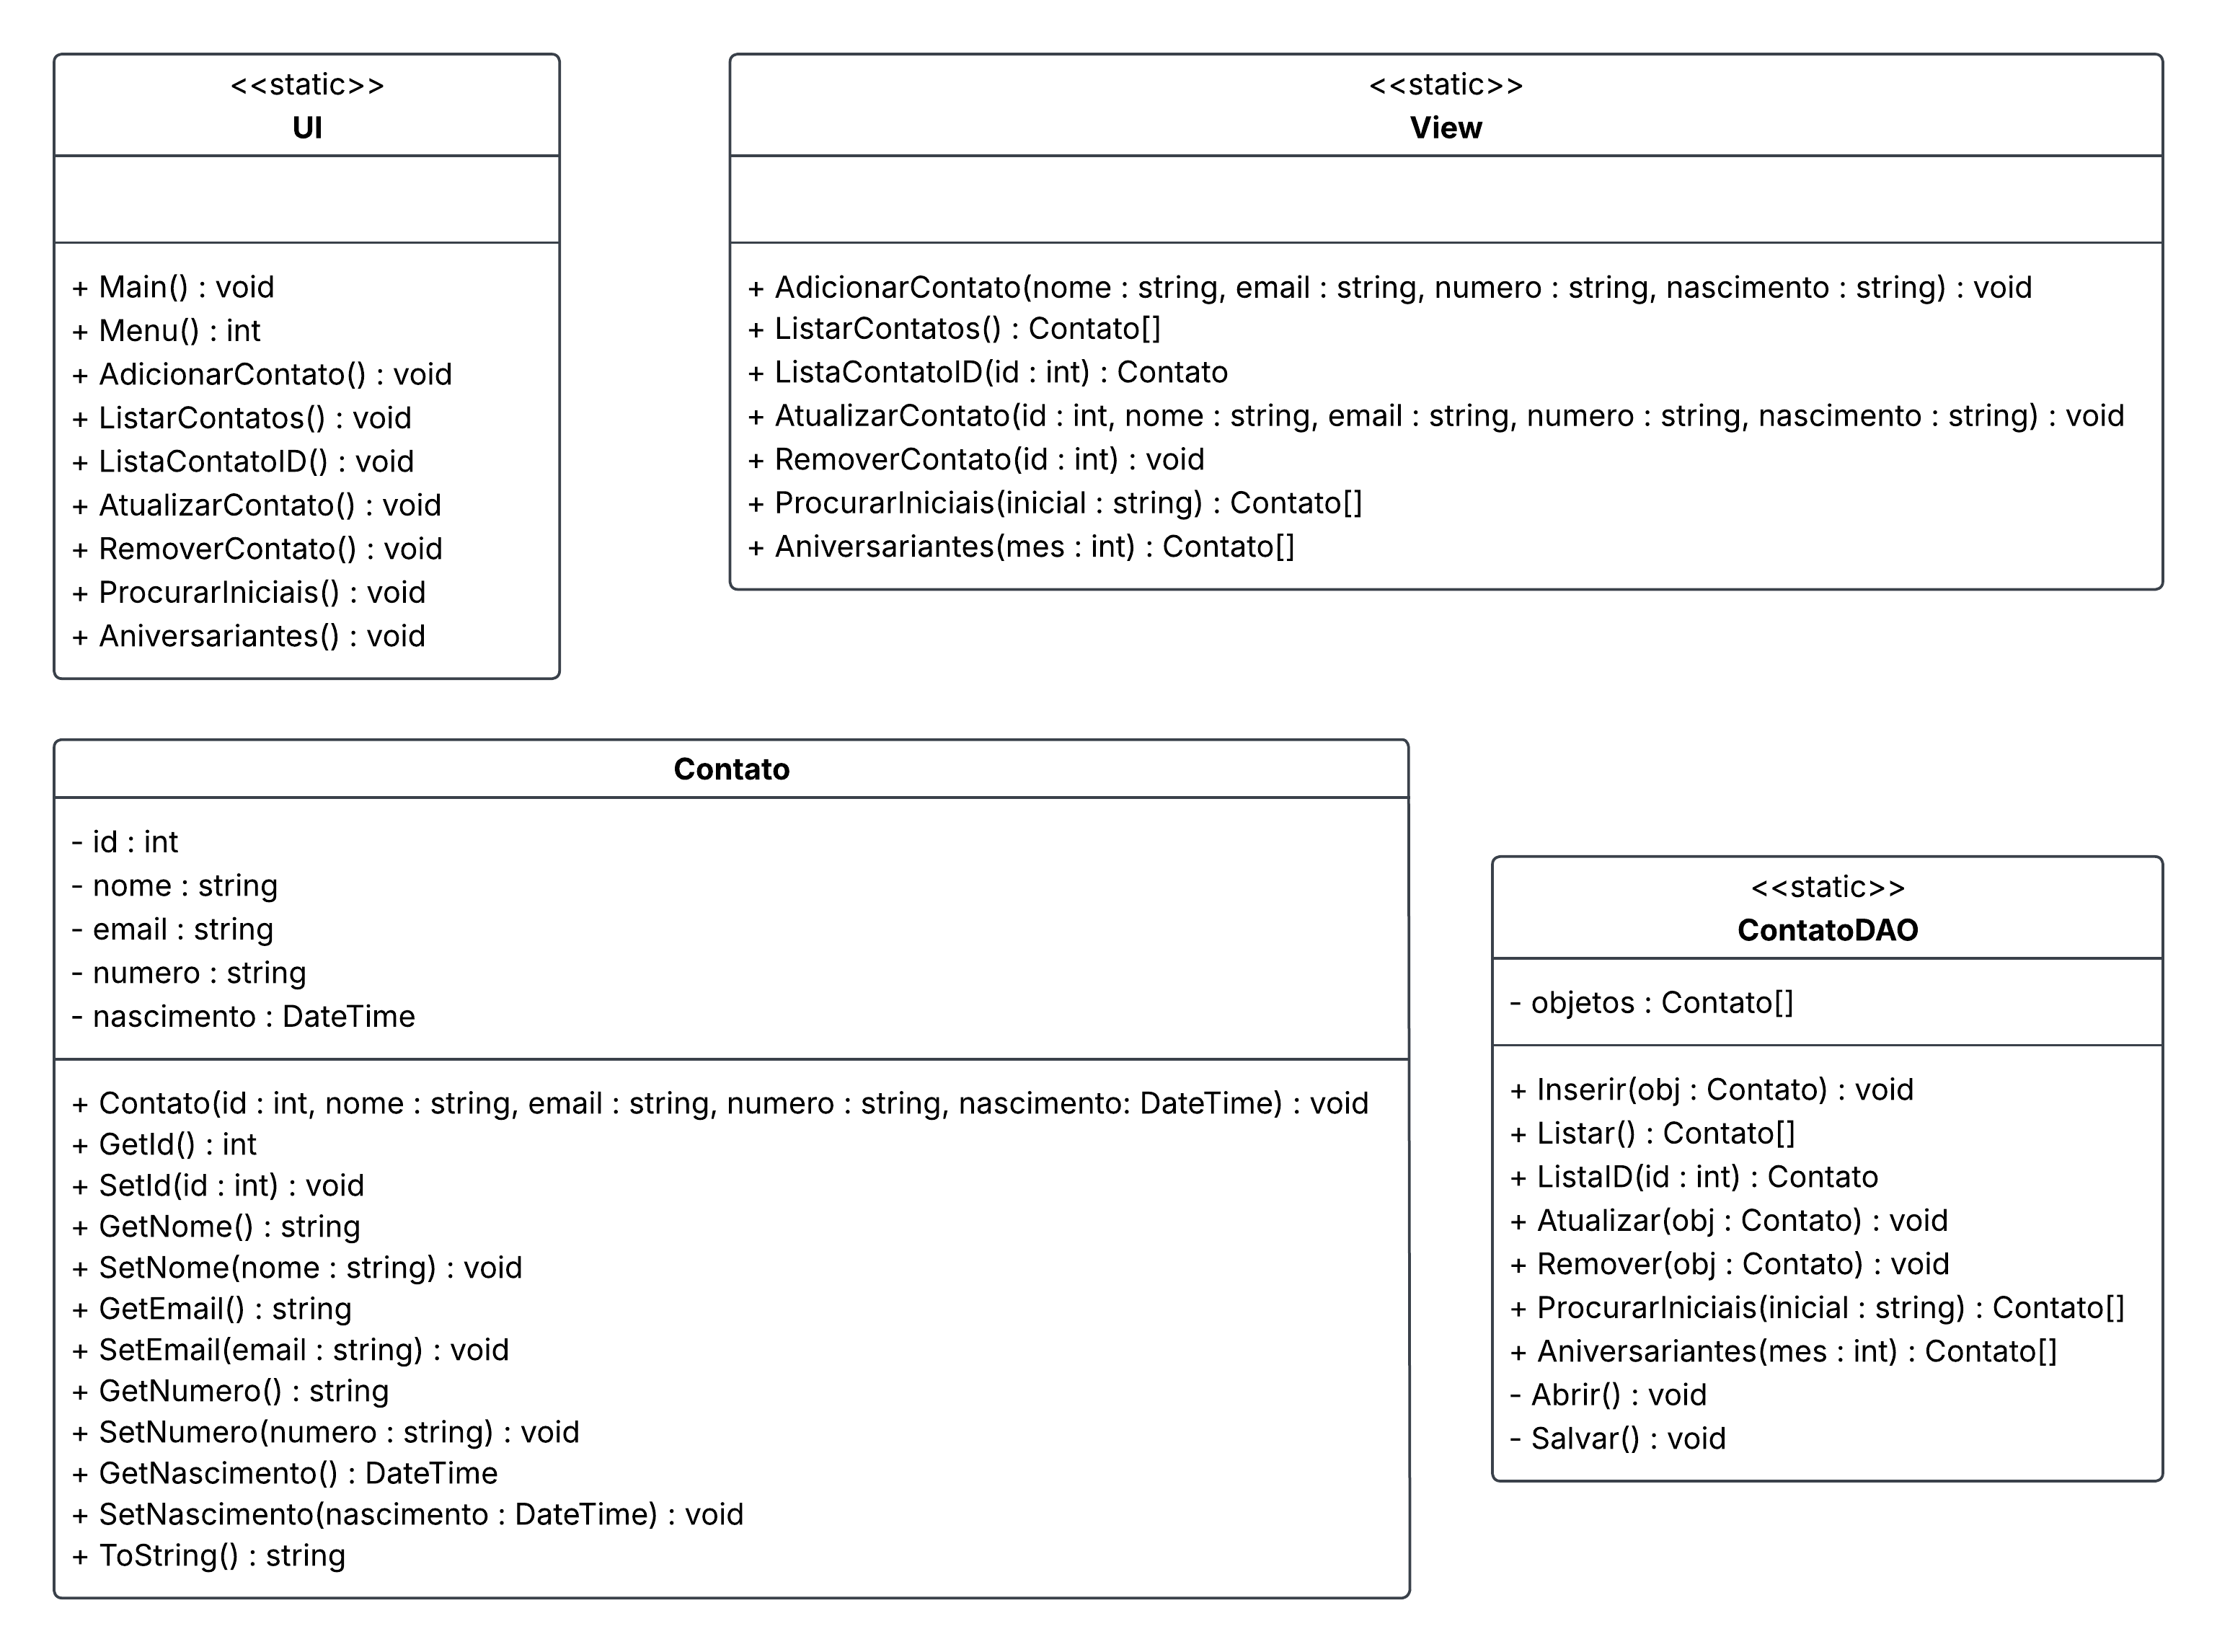 <<static>>
UI
+ Main() : void
+ Menu() : int
+ AdicionarContato() : void
+ ListarContatos() : void
+ ListaContatoID() : void
+ AtualizarContato() : void
+ RemoverContato() : void
+ ProcurarIniciais() : void
+ Aniversariantes() : void
<<static>>
View
+ AdicionarContato(nome : string, email : string, numero : string, nascimento : string) : void
+ ListarContatos() : Contato[]
+ ListaContatoID(id : int) : Contato
+ AtualizarContato(id : int, nome : string, email : string, numero : string, nascimento : string) : void
+ RemoverContato(id : int) : void
+ ProcurarIniciais(inicial : string) : Contato[]
+ Aniversariantes(mes : int) : Contato[]
Contato
- id : int
- nome : string
- email : string
- numero : string
- nascimento : DateTime
+ Contato(id : int, nome : string, email : string, numero : string, nascimento: DateTime) : void
+ GetId() : int
+ SetId(id : int) : void
+ GetNome() : string
+ SetNome(nome : string) : void
+ GetEmail() : string
+ SetEmail(email : string) : void
+ GetNumero() : string
+ SetNumero(numero : string) : void
+ GetNascimento() : DateTime
+ SetNascimento(nascimento : DateTime) : void
+ ToString() : string
<<static>>
ContatoDAO
- objetos : Contato[]
+ Inserir(obj : Contato) : void
+ Listar() : Contato[]
+ ListaID(id : int) : Contato
+ Atualizar(obj : Contato) : void
+ Remover(obj : Contato) : void
+ ProcurarIniciais(inicial : string) : Contato[]
+ Aniversariantes(mes : int) : Contato[]
- Abrir() : void
- Salvar() : void